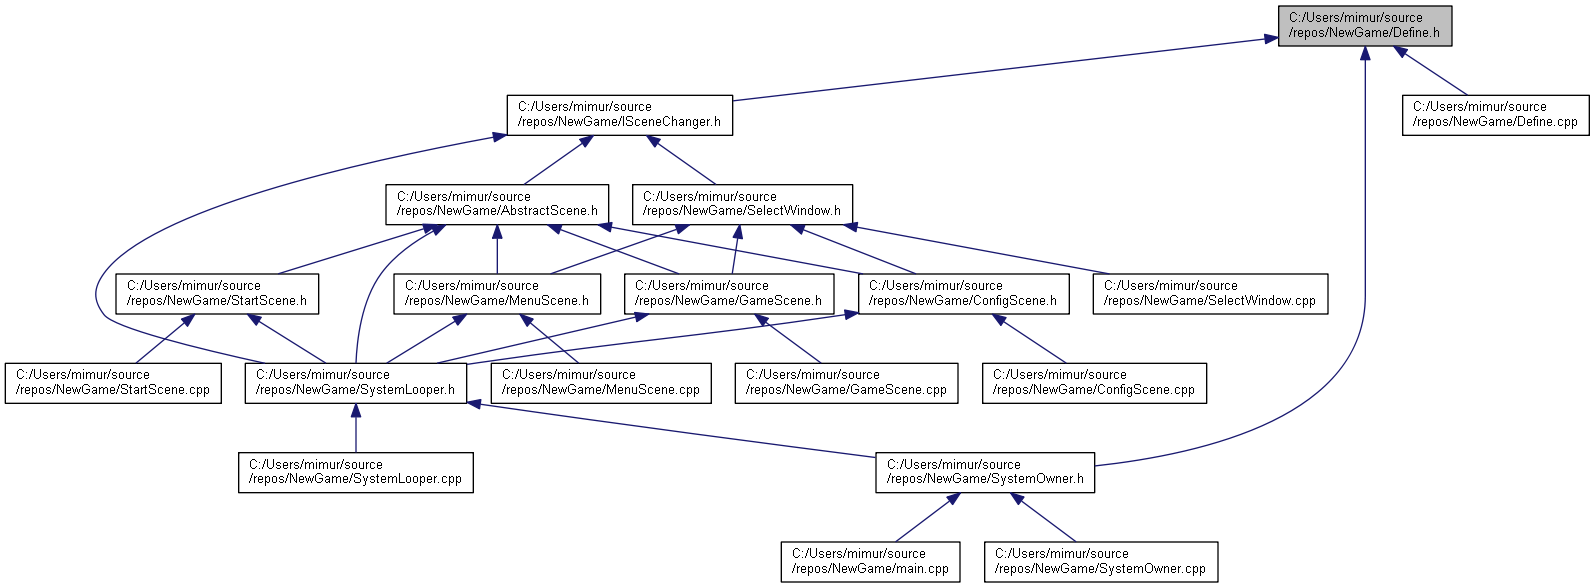 C:/Users/mimur/source
/repos/NewGame/Define.h
C:/Users/mimur/source
/repos/NewGame/ISceneChanger.h
C:/Users/mimur/source
/repos/NewGame/Define.cpp
C:/Users/mimur/source
/repos/NewGame/AbstractScene.h
C:/Users/mimur/source
/repos/NewGame/SelectWindow.h
C:/Users/mimur/source
/repos/NewGame/StartScene.h
C:/Users/mimur/source
/repos/NewGame/MenuScene.h
C:/Users/mimur/source
/repos/NewGame/GameScene.h
C:/Users/mimur/source
/repos/NewGame/ConfigScene.h
C:/Users/mimur/source
/repos/NewGame/SelectWindow.cpp
C:/Users/mimur/source
/repos/NewGame/StartScene.cpp
C:/Users/mimur/source
/repos/NewGame/SystemLooper.h
C:/Users/mimur/source
/repos/NewGame/MenuScene.cpp
C:/Users/mimur/source
/repos/NewGame/GameScene.cpp
C:/Users/mimur/source
/repos/NewGame/ConfigScene.cpp
C:/Users/mimur/source
/repos/NewGame/SystemLooper.cpp
C:/Users/mimur/source
/repos/NewGame/SystemOwner.h
C:/Users/mimur/source
/repos/NewGame/main.cpp
C:/Users/mimur/source
/repos/NewGame/SystemOwner.cpp